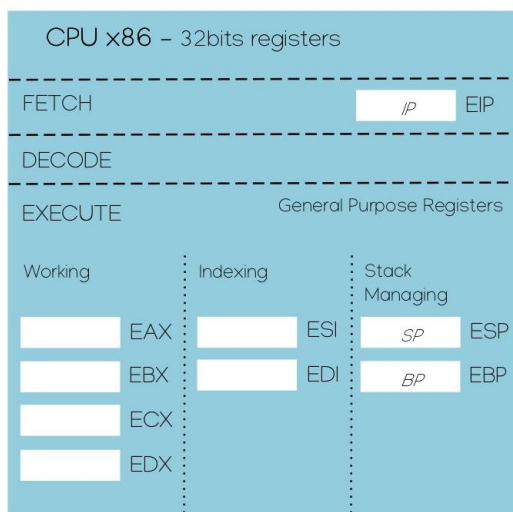 CPU x86 – 32bits registers
FETCH
IP EIP
DECODE
EXECUTE
General Purpose Registers
Working
Indexing
Stack
Managing
EAX
ESI
SP ESP
EBX
EDI
BP EBP
ECX
EDX